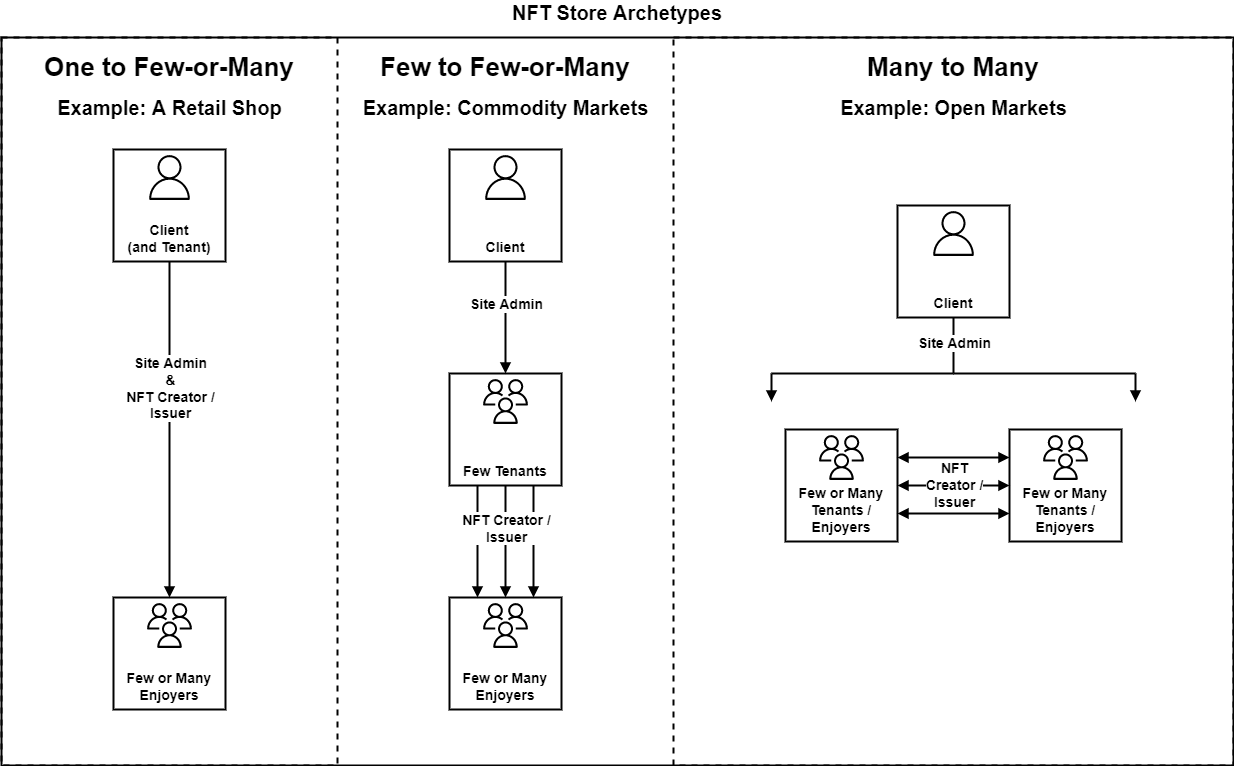 NFT Store Archetypes
One to Few-or-Many
Example: A Retail Shop
Client
(and Tenant)
Site Admin
&
NFT Creator /
Issuer
Few or Many
Enjoyers
Few to Few-or-Many
Example: Commodity Markets
Client
Site Admin
Few Tenants
NFT Creator /
Issuer
Few or Many
Enjoyers
Many to Many
Example: Open Markets
Client
Site Admin
Few or Many
Tenants /
Enjoyers
NFT
Creator /
Issuer
Few or Many
Tenants /
Enjoyers